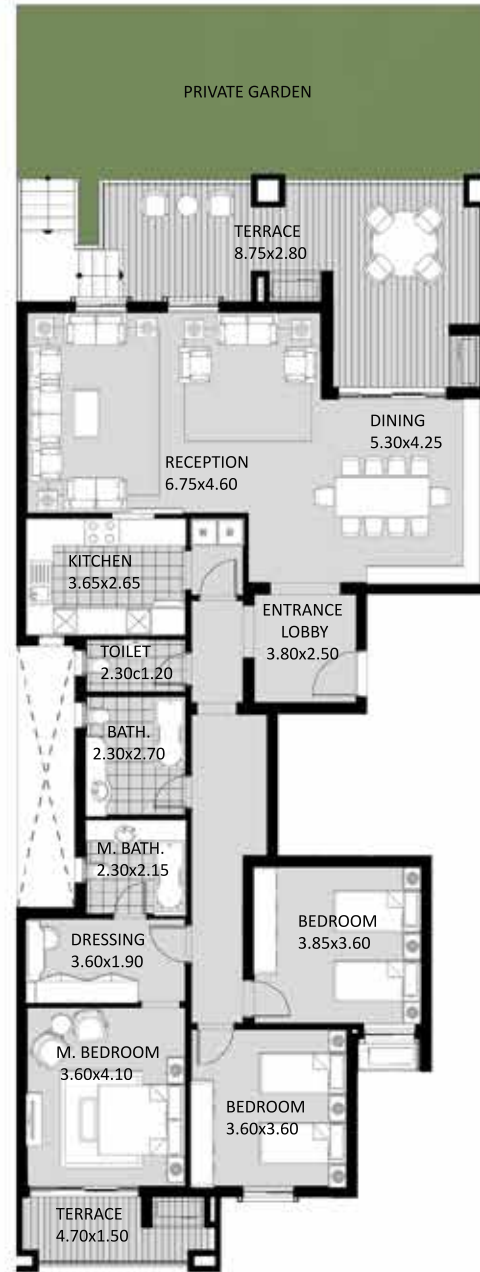 PRIVATE GARDEN
TERRACE
8.75x2.80
DINING
5.30x4.25
RECEPTION
6.75x4.60
KITCHEN
3.65x2.65
ENTRANCE
LOBBY
3.80x2.50
TOILET
2.30c1.20
BATH.
2.30x2.70
M. BATH.
2.30x2.15
BEDROOM
3.85x3.60
DRESSING
3.60x1.90
M. BEDROOM
3.60x4.10
BEDROOM
3.60x3.60
TERRACE
4.70x1.50